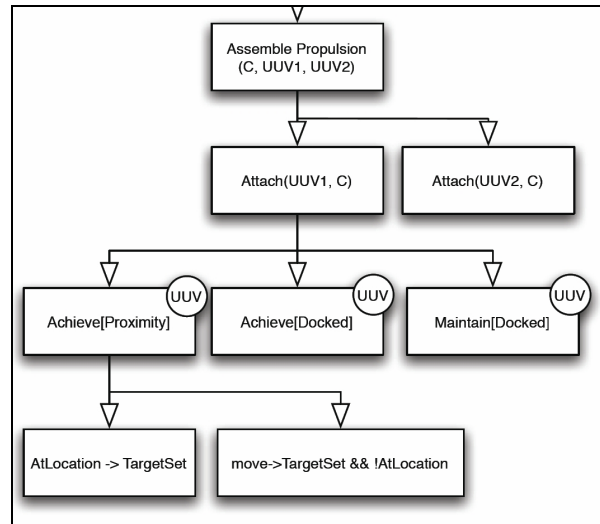 Assemble Propulsion
(C, UUV1, UUV2)
Attach(UUV1, C)
Attach(UUV2, C)
UUV
UUV
UUV
Achieve[Proximity]
Achieve[Docked]
Maintain[Docked]
AtLocation -> TargetSet
move->TargetSet && !AtLocation